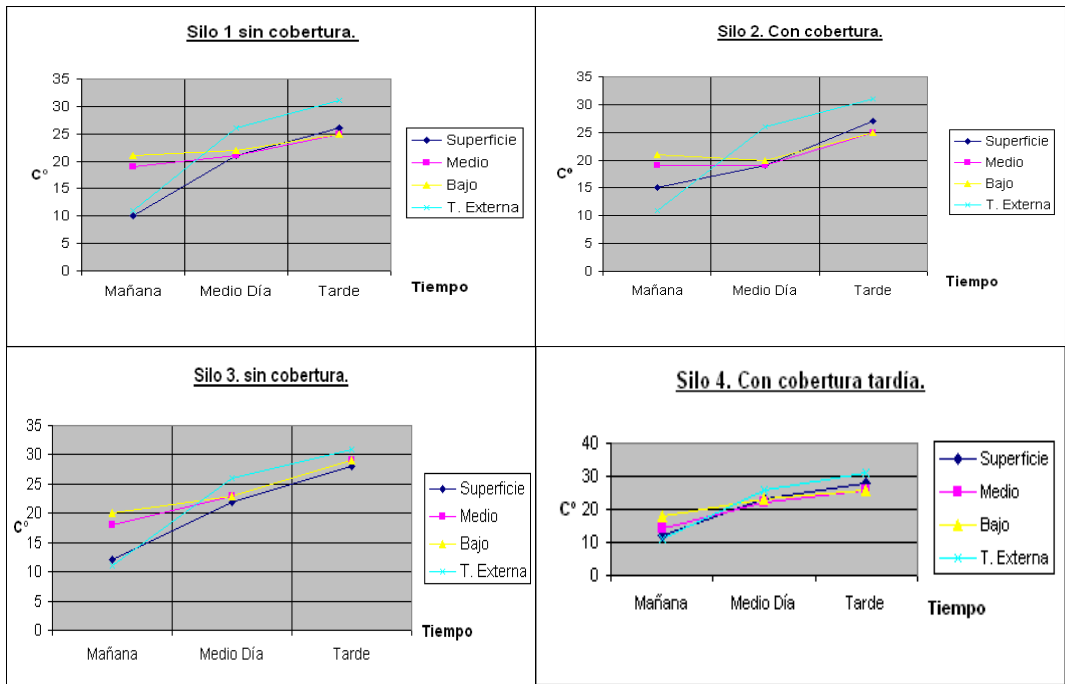 Silo 1 sin cobertura.
35
30
25
20
15
10
5
0
Cº
Mañana
Medio Día
Tarde
Tiempo
Superficie
Medio
Bajo
T. Externa
Silo 2. Con cobertura.
35
30
25
20
15
10
5
0
Cº
Mañana
Medio Día
Tarde
Tiempo
Superficie
Medio
Bajo
T. Externa
Silo 3. sin cobertura.
35
30
25
20
15
10
5
0
Cº
Mañana
Medio Día
Tarde
Tiempo
Superficie
Medio
Bajo
T. Externa
Silo 4. Con cobertura tardía.
40
30
20
10
0
Cº
Mañana
Medio Día
Tarde
Tiempo
Superficie
Medio
Bajo
T. Externa